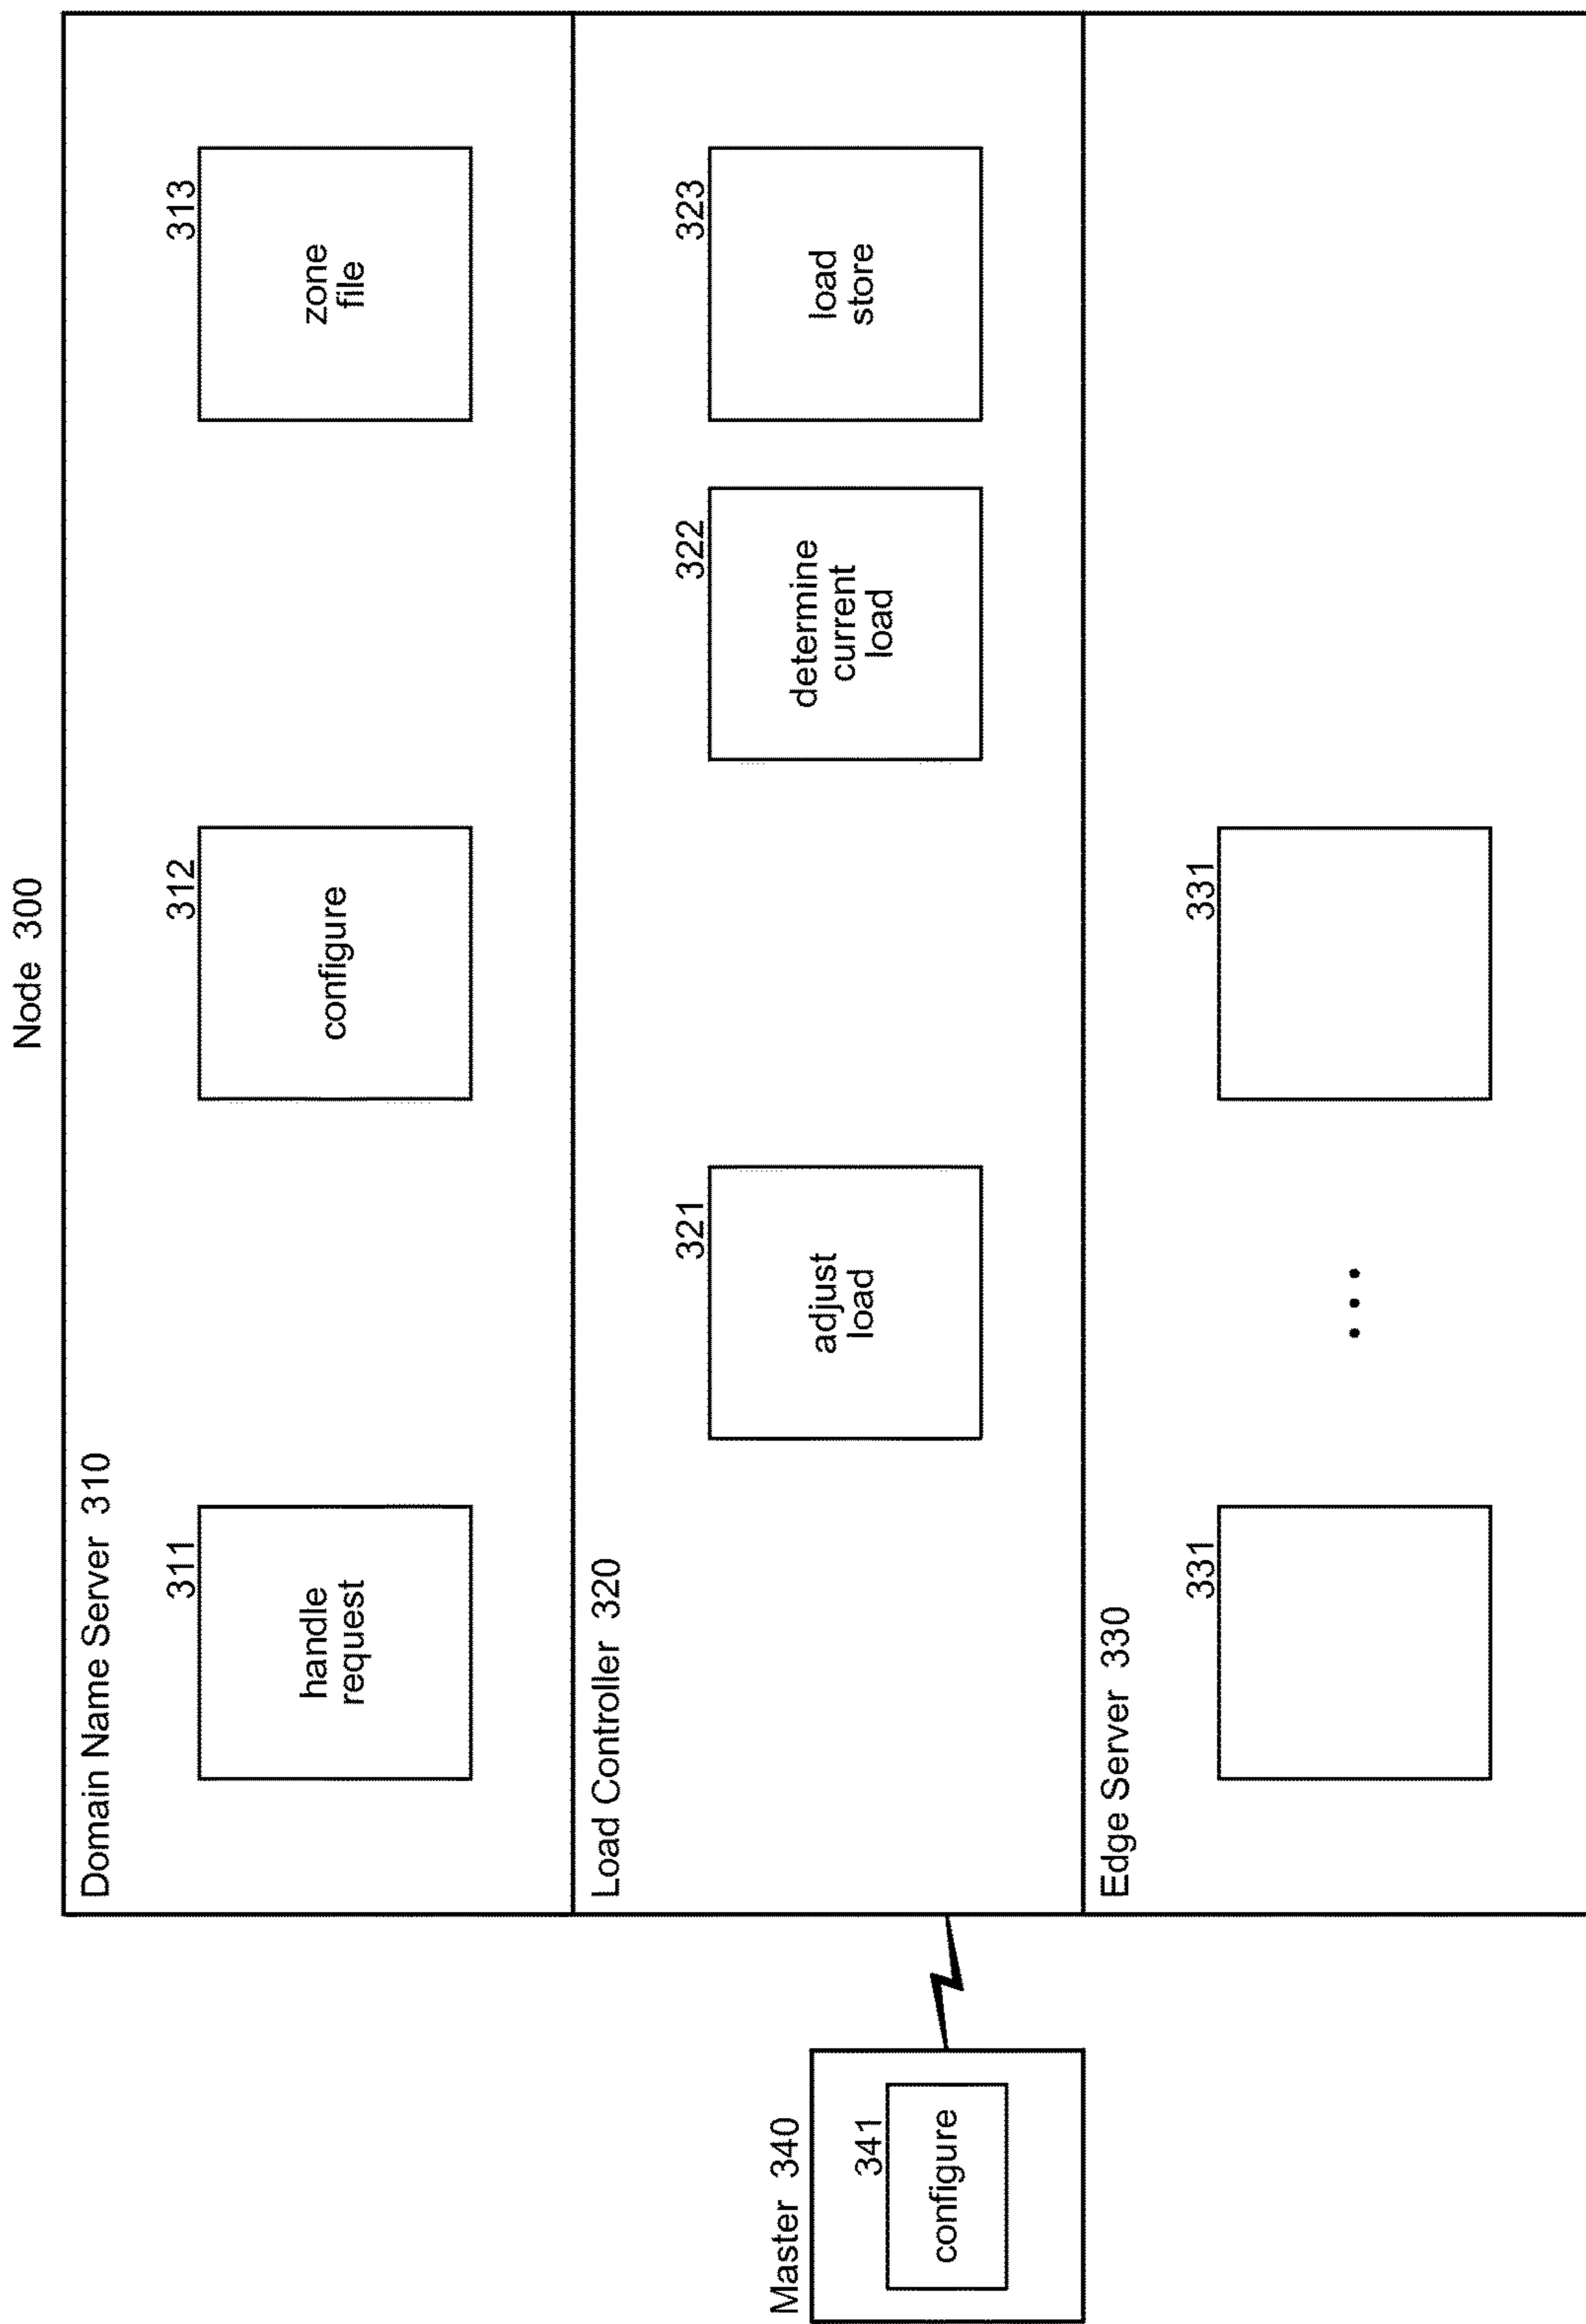 Node 300
Domain Name Server 310
311
handle
request
312
configure
313
zone
file
Load Controller 320
321
adjust
load
322
determine
current
load
323
load
store
Edge Server 330
331
...
331
Master 340
341
configure